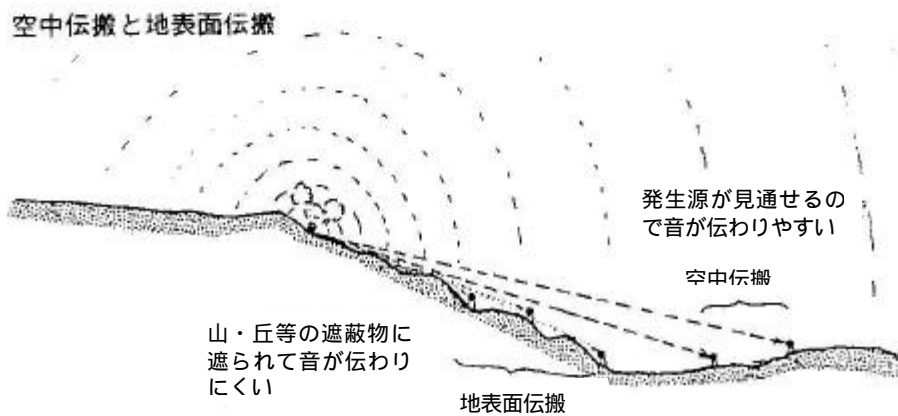 空中伝搬と地表面伝搬
発生源が見通せるの
で音が伝わりやすい
空中伝搬
山・丘等の遮蔽物に
遮られて音が伝わり
にくい
地表面伝搬